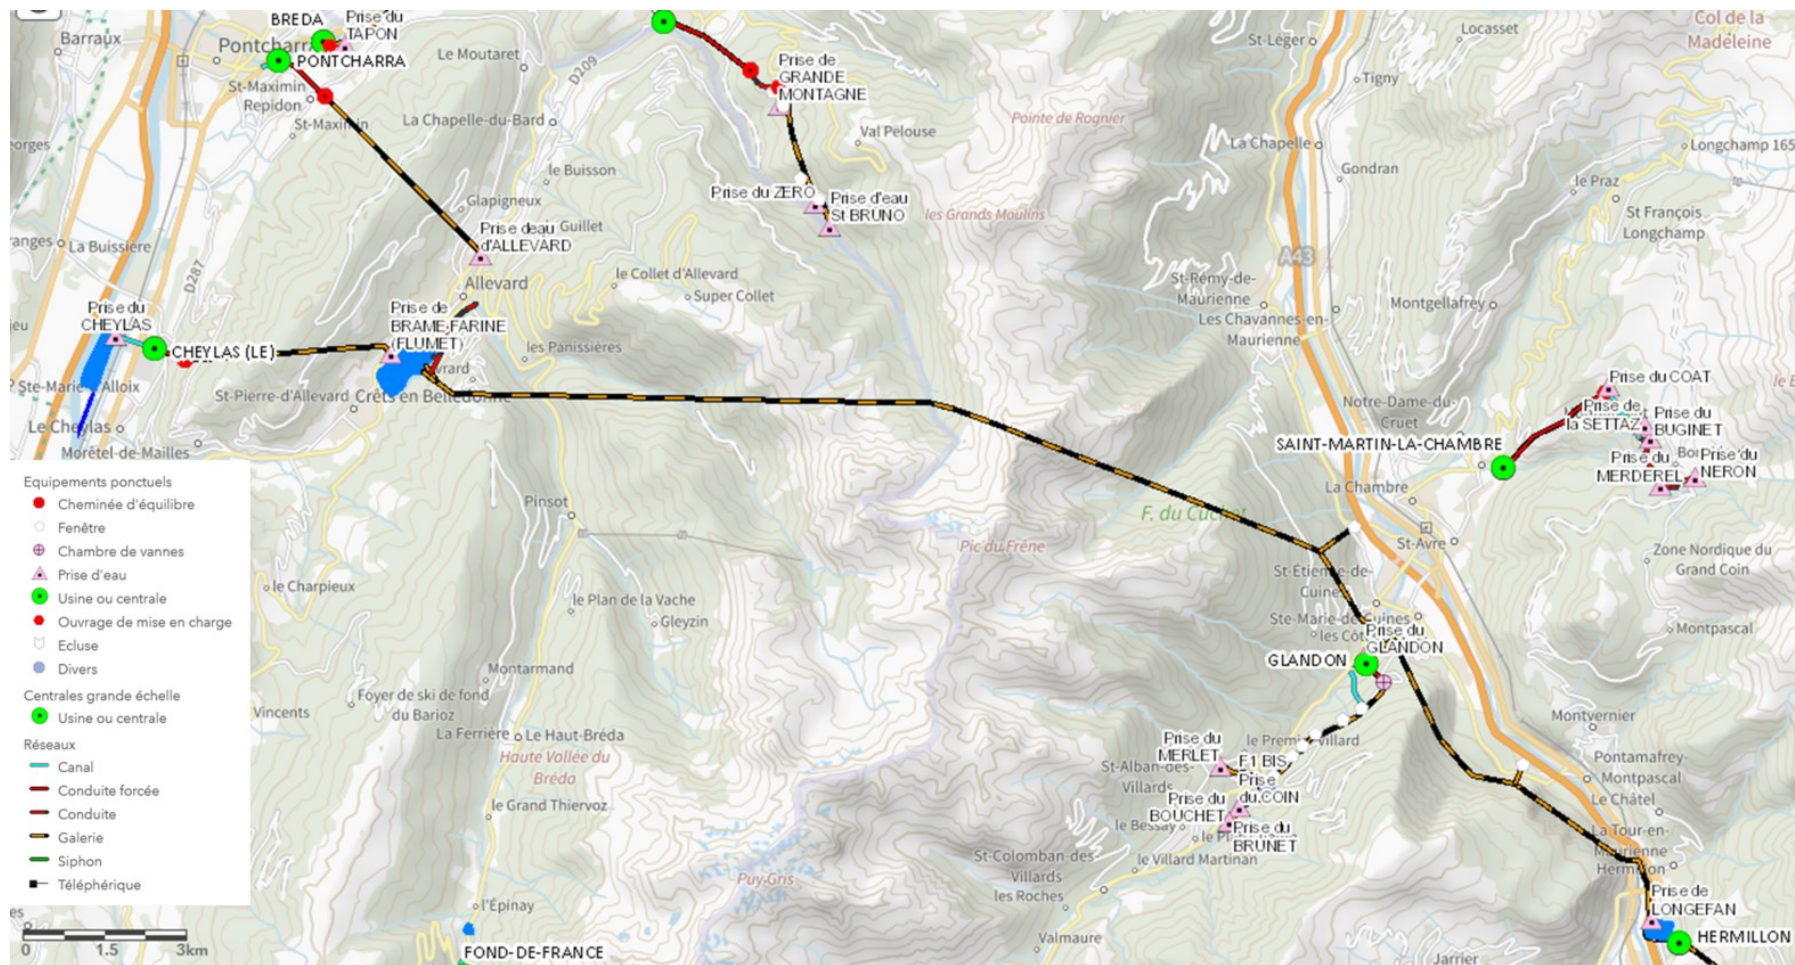 BREDA
Prise du
TAPON
Barraux
PONTCHARRA
Le Moutaret
D209
Prise de
GRANDE
MONTAGNE
St-Léger
Locasset
Col de la
Madeleine
Tigny
St-Maximin
Repidon
St-Maximin
La Chapelle-du-Bard
Val Pelouse
Pointe de Rognier
La Chapelle
Longchamp 165
Gondran
le Buisson
le Praz
Glapigneux
Prise du ZERO
Prise d'eau
St BRUNO
les Grands Moulins
St François
Longchamp
La Buissière
D287
Prise deau
d'ALLEVARD
Guillet
A43
Allevard
le Collet d'Allevard
Super Collet
St-Rémy-de-
Maurienne
Les Chavannes-en-
Maurienne
Montgellafrey
Prise du
CHEYLAS
Prise de
BRAME-FARINE
(FLUMET)
CHEYLAS (LE)
les Panissières
Ste-Marie-d'Alloix
St-Pierre-d'Allevard
Crêts en Belledonne
Le Cheylas
Morêtel-de-Mailles
Prise du COAT
Notre-Dame-du-
Cruet
Prise de
la SETTAZ
Prise du
BUGINET
SAINT-MARTIN-LA-CHAMBRE
Prise du
MERDEREL
Prise du
NERON
La Chambre
Pinsot
F. du Cuchet
Pic du Frêne
St-Avre
Zone Nordique du
Grand Coin
Equipements ponctuels
Cheminée d'équilibre
Fenêtre
Chambre de vannes
Prise d'eau
Usine ou centrale
Ouvrage de mise en charge
Ecluse
Divers
Centrales grande échelle
Usine ou centrale
Réseaux
Canal
Conduite forcée
Conduite
Galerie
Siphon
Téléphérique
0 1.5 3km
le Charpieux
le Plan de la Vache
Gleyzin
St-Étienne-de-
Cuines
Ste-Marie-de-Cuines
Montpascal
Prise du
GLANDON
GLANDON
Montarmand
Foyer de ski de fond
du Barioz
Vincents
La Ferrière
Le Haut-Bréda
Haute Vallée du
Bréda
Montvernier
Prise du
MERLET
le Premier Villard
St-Alban-des-
Villards
F1 BIS
Prise
du COIN
Pontamafrey-
Montpascal
Le Châtel
Prise du
BOUCHET
le Bessay
Prise du
BRUNET
le Grand Thiervoz
La Tour-en-
Maurienne
Hermillon
St-Colomban-des-
Villards
le Villard Martinan
les Roches
Puy-Gris
Prise de
LONGEFAN
l'Épinay
Valmaure
HERMILLON
FOND-DE-FRANCE
Jarrier